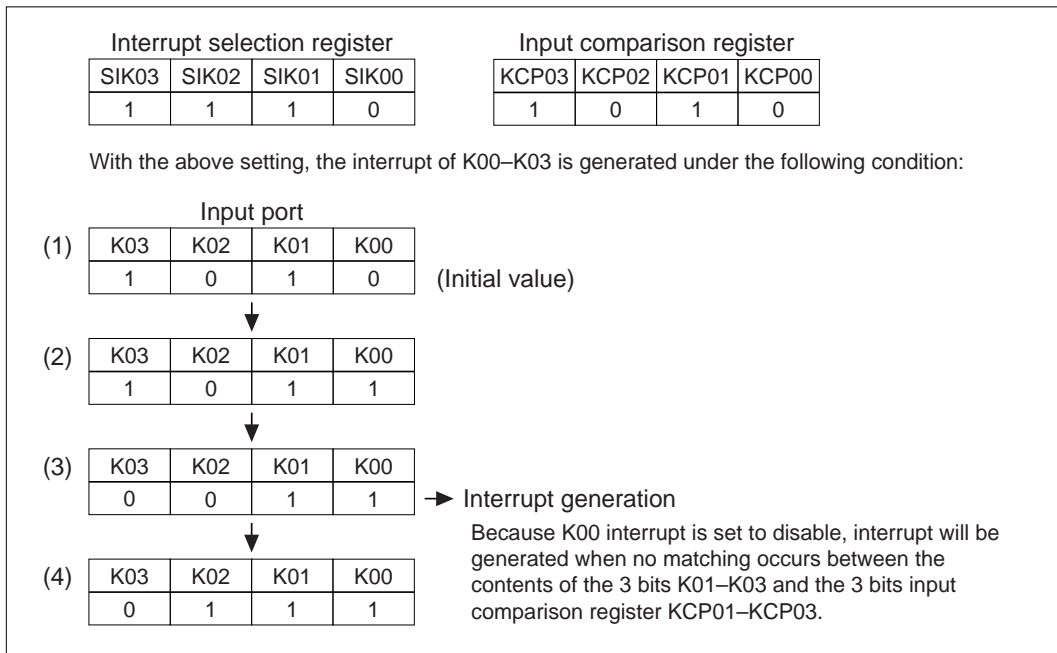 Interrupt selection register
SIK03 SIK02 SIK01 SIK00
1 1 1 0
Input comparison register
KCP03 KCP02 KCP01 KCP00
1 0 1 0
With the above setting, the interrupt of K00–K03 is generated under the following condition:
Input port
(1) K03 K02 K01 K00
1 0 1 0 (Initial value)
(2) K03 K02 K01 K00
1 0 1 1
(3) K03 K02 K01 K00
0 0 1 1 Interrupt generation
Because K00 interrupt is set to disable, interrupt will be
generated when no matching occurs between the
contents of the 3 bits K01–K03 and the 3 bits input
comparison register KCP01–KCP03.
(4) K03 K02 K01 K00
0 1 1 1